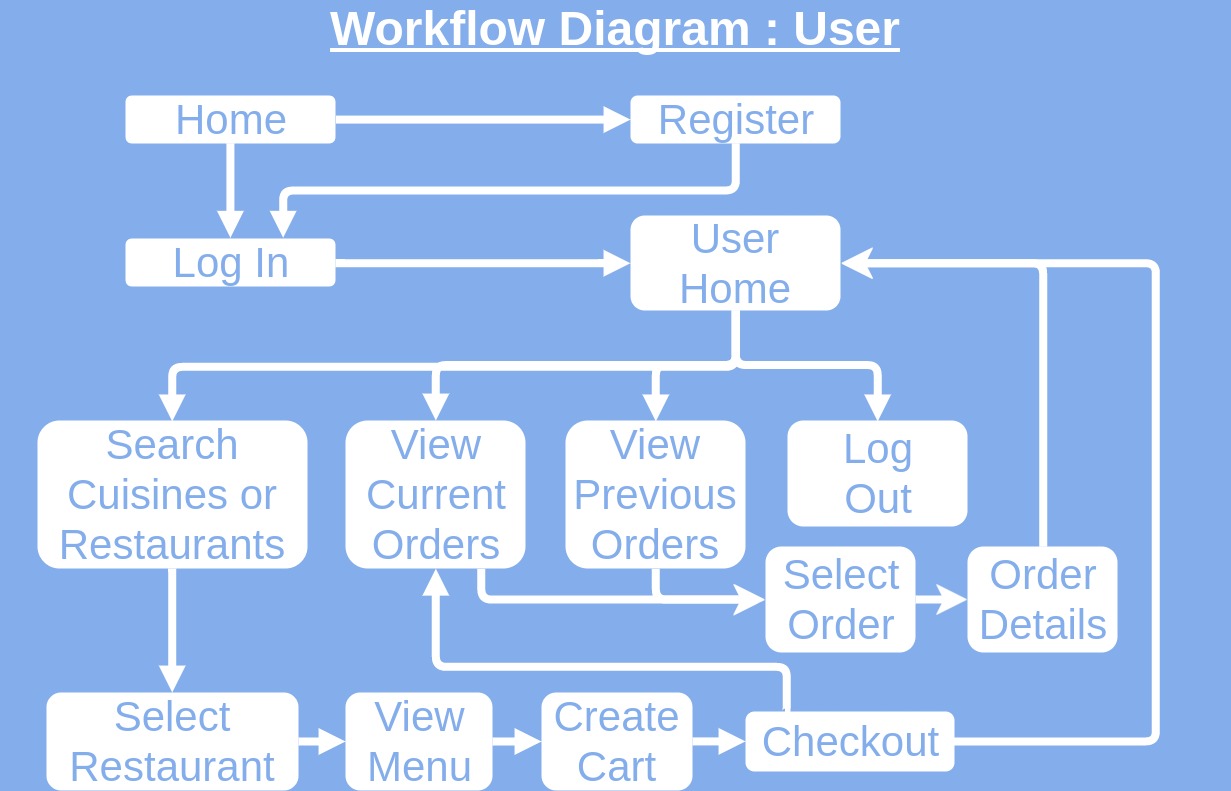 Workflow Diagram : User
Home
Register
Log In
User
Home
Search
Cuisines or
Restaurants
View
Current
Orders
View
Previous
Orders
Log
Out
Select
Order
Order
Details
Select
Restaurant
View
Menu
Create
Cart
Checkout